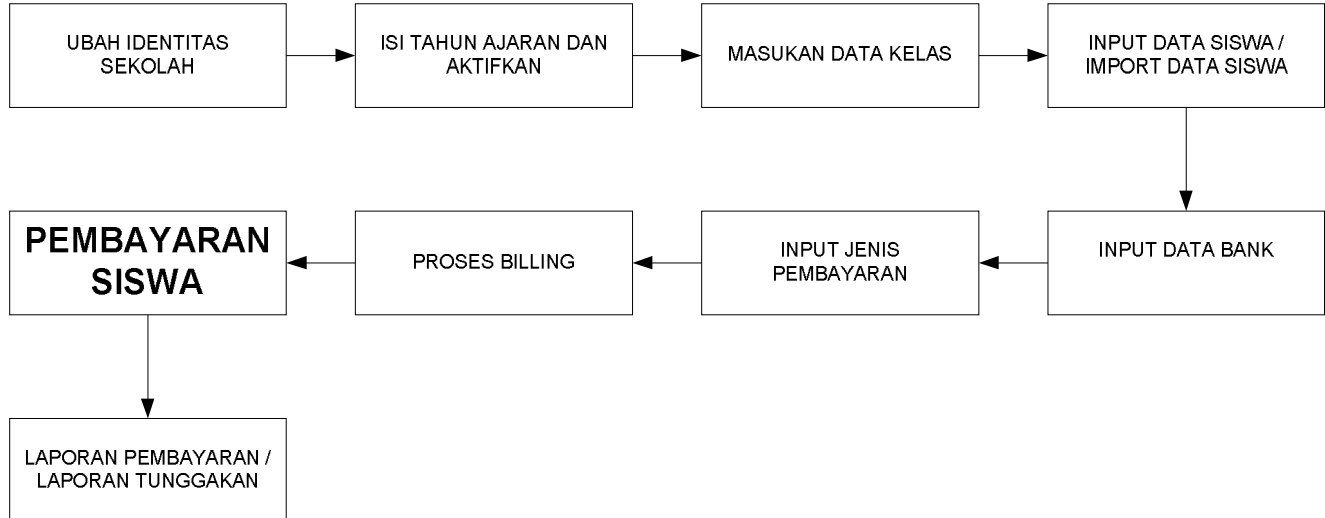 UBAH IDENTITAS
SEKOLAH
ISI TAHUN AJARAN DAN
AKTIFKAN
MASUKAN DATA KELAS
INPUT DATA SISWA /
IMPORT DATA SISWA
INPUT DATA BANK
INPUT JENIS
PEMBAYARAN
PROSES BILLING
PEMBAYARAN
SISWA
LAPORAN PEMBAYARAN /
LAPORAN TUNGGAKAN